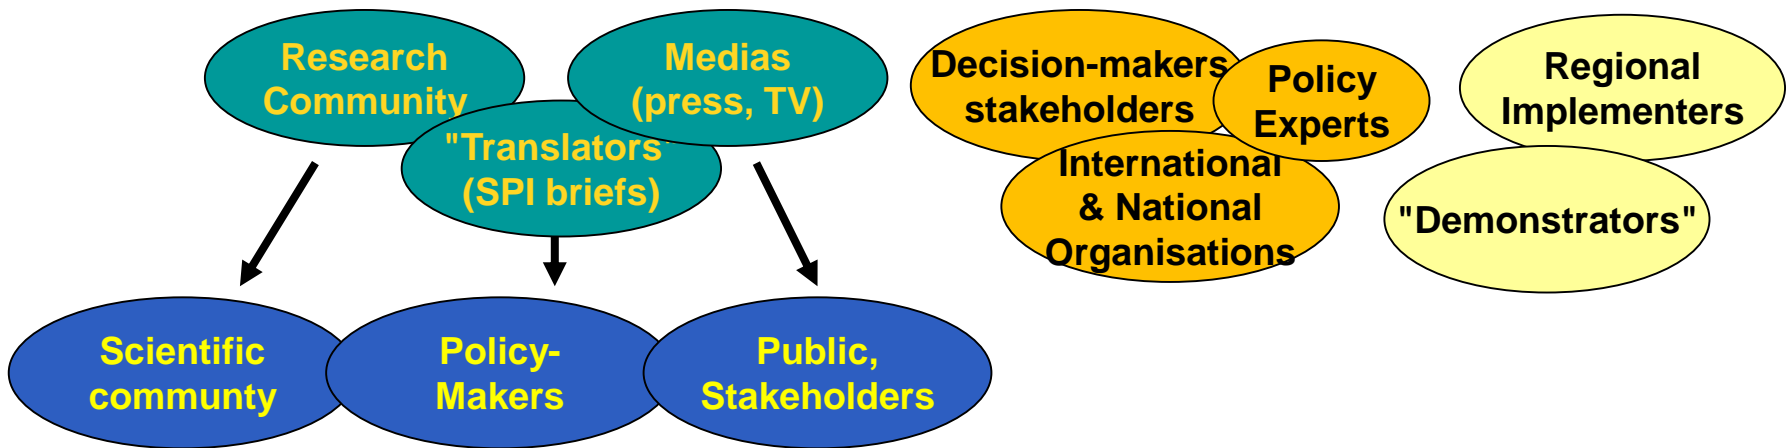 Research
Community
Medias
(press, TV)
"Translators"
(SPI briefs)
Decision-makers
stakeholders
Policy
Experts
International
& National
Organisations
Regional
Implementers
"Demonstrators"
Scientific
communty
Policy-
Makers
Public,
Stakeholders